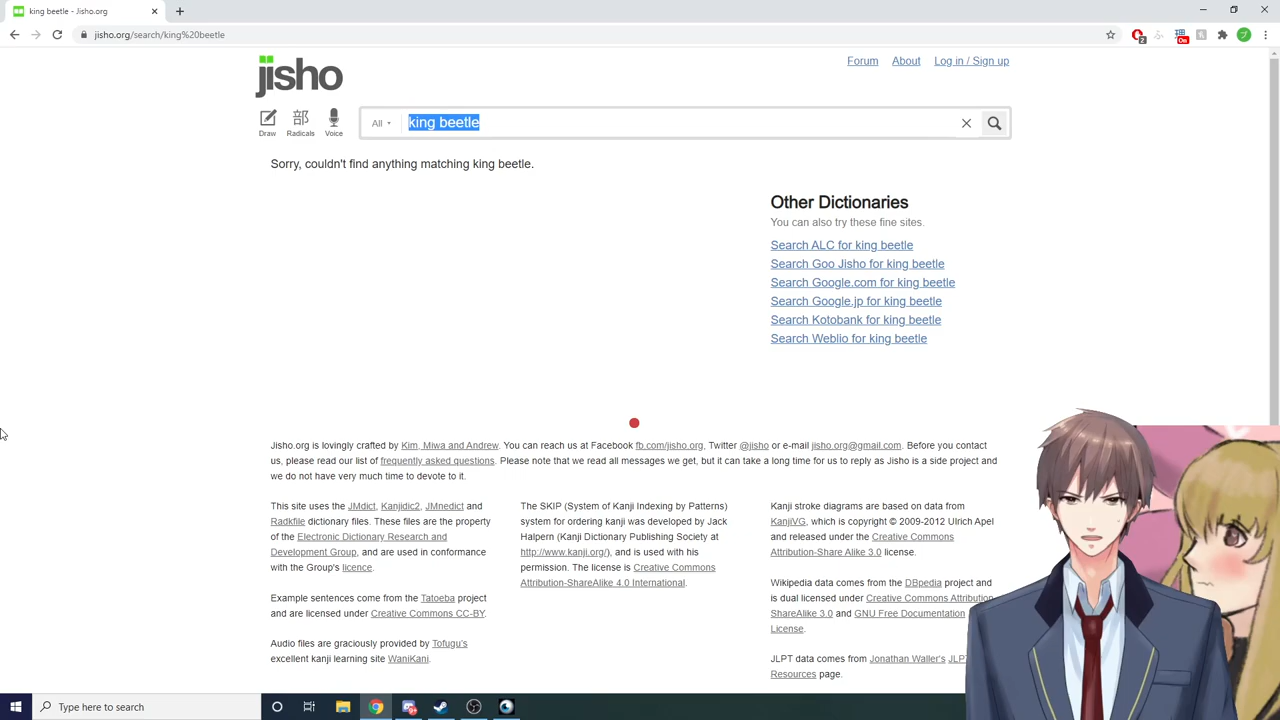 king beetle - Jisho.org
jisho.org/search/king%20beetle
2
On
プ
jisho
Forum About Log in / Sign up
部
Draw Radicals Voice
All king beetle
Sorry, couldn't find anything matching king beetle.
Other Dictionaries
You can also try these fine sites.
Search ALC for king beetle
Search Goo Jisho for king beetle
Search Google.com for king beetle
Search Google.jp for king beetle
Search Kotobank for king beetle
Search Weblio for king beetle
Jisho.org is lovingly crafted by Kim, Miwa and Andrew. You can reach us at Facebook fb.com/jisho.org, Twitter @jisho or e-mail jisho.org@gmail.com. Before you contact
us, please read our list of frequently asked questions. Please note that we read all messages we get, but it can take a long time for us to reply as Jisho is a side project and
we do not have very much time to devote to it.
This site uses the JMdict, Kanjidic2, JMnedict and
Radkfile dictionary files. These files are the property
of the Electronic Dictionary Research and
Development Group, and are used in conformance
with the Group's licence.
Example sentences come from the Tatoeba project
and are licensed under Creative Commons CC-BY.
Audio files are graciously provided by Tofugu's
excellent kanji learning site WaniKani.
The SKIP (System of Kanji Indexing by Patterns)
system for ordering kanji was developed by Jack
Halpern (Kanji Dictionary Publishing Society at
http://www.kanji.org/), and is used with his
permission. The license is Creative Commons
Attribution-ShareAlike 4.0 International.
Kanji stroke diagrams are based on data from
KanjiVG, which is copyright © 2009-2012 Ulrich Apel
and released under the Creative Commons
Attribution-Share Alike 3.0 license.
Wikipedia data comes from the DBpedia project and
is dual licensed under Creative Commons Attribution
ShareAlike 3.0 and GNU Free Documentation
License.
JLPT data comes from Jonathan Waller's JLPT
Resources page.
Type here to search